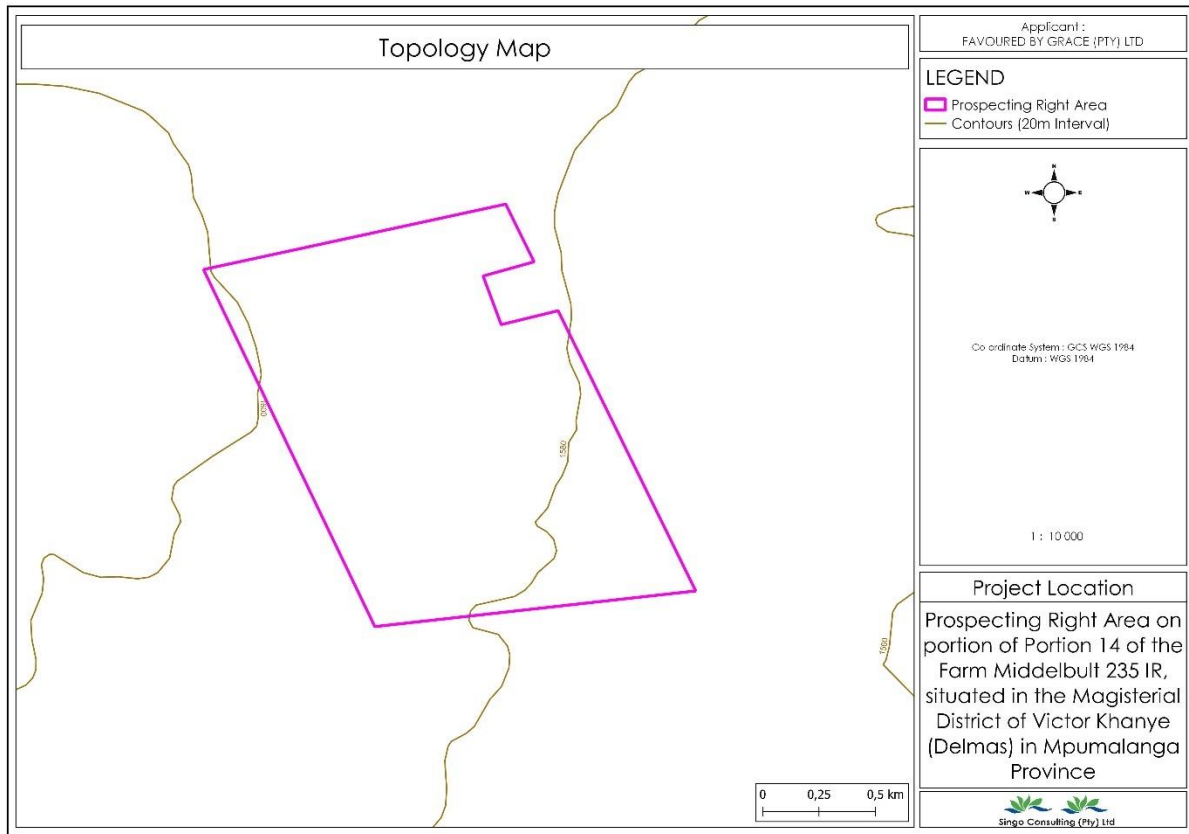 Topology Map
Applicant :
FAVOURED BY GRACE (PTY) LTD
LEGEND
Prospecting Right Area
Contours (20m Interval)
N
W
E
S
Co ordinate System : GCS WGS 1984
Datum : WGS 1984
1 : 10 000
Project Location
Prospecting Right Area on
portion of Portion 14 of the
Farm Middelbult 235 IR,
situated in the Magisterial
District of Victor Khanye
(Delmas) in Mpumalanga
Province
Singo Consulting (Pty) Ltd
1600
1580
1580
0 0,25 0,5 km